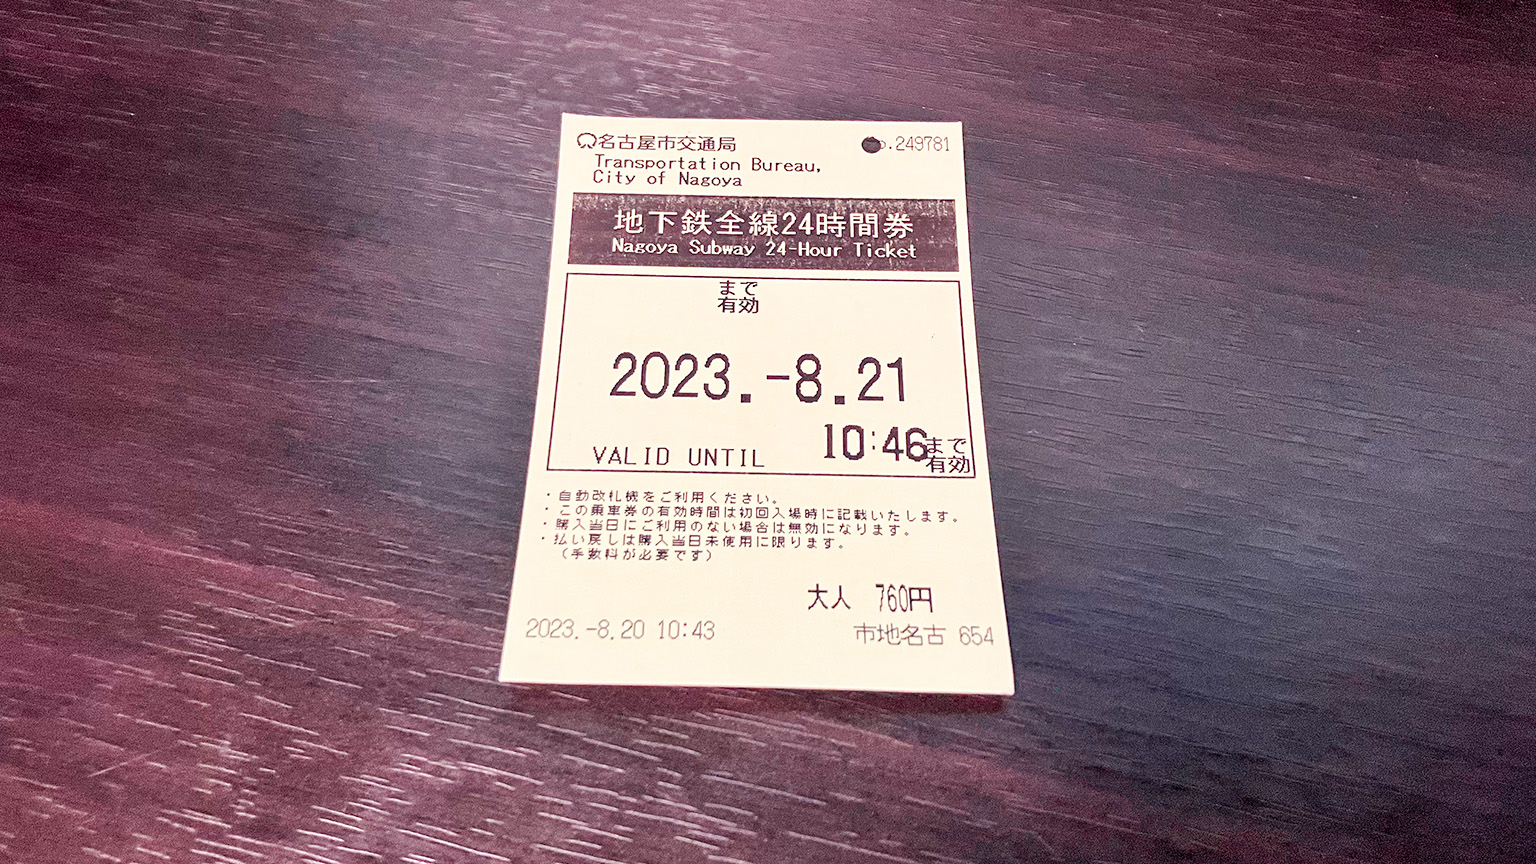 名古屋市交通局 .249781
Transportation Bureau,
City of Nagoya
地下鉄全線24時間券
Nagoya Subway 24-Hour Ticket
まで
有効
2023.-8.21
VALID UNTIL 10:46まで
有効
・自動改札機をご利用ください。
・この乗車券の有効時間は初回入場時に記載いたします。
・購入当日にご利用のない場合は無効になります。
・払い戻しは購入当日未使用に限ります。
（手数料が必要です）
大人 760円
2023.-8.20 10:43 市地名古 654